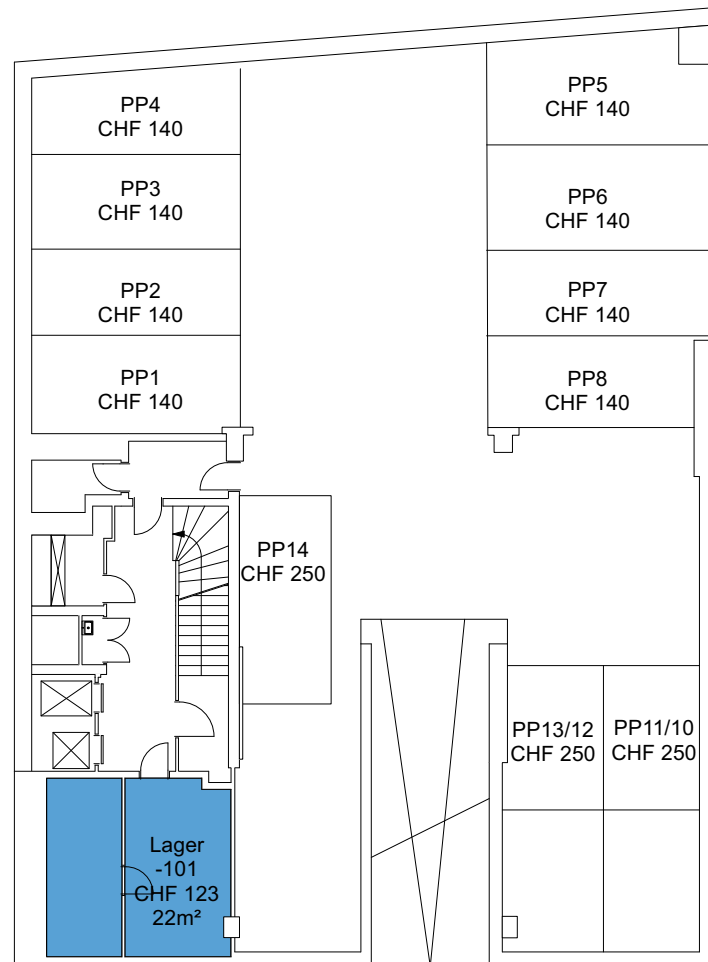 PP4
CHF 140
PP5
CHF 140
PP3
CHF 140
PP6
CHF 140
PP2
CHF 140
PP7
CHF 140
PP1
CHF 140
PP8
CHF 140
PP14
CHF 250
PP13/12
CHF 250
PP11/10
CHF 250
Lager
-101
CHF 123
22m²